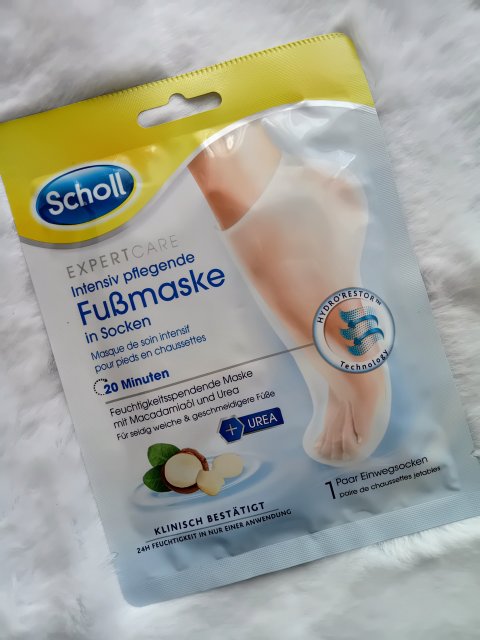 Scholl
EXPERTCARE
Intensiv pflegende
Fußmaske
in Socken
Masque de soin intensif
pour pieds en chaussettes
20 Minuten
Feuchtigkeitsspendende Maske
mit Macadamiaöl und Urea
Für seidig weiche & geschmeidigere Füße
+ UREA
HYDRO'RESTOR™
Technology
KLINISCH BESTÄTIGT
24H FEUCHTIGKEIT IN NUR EINER ANWENDUNG
1 Paar Einwegsocken
paire de chaussettes jetables